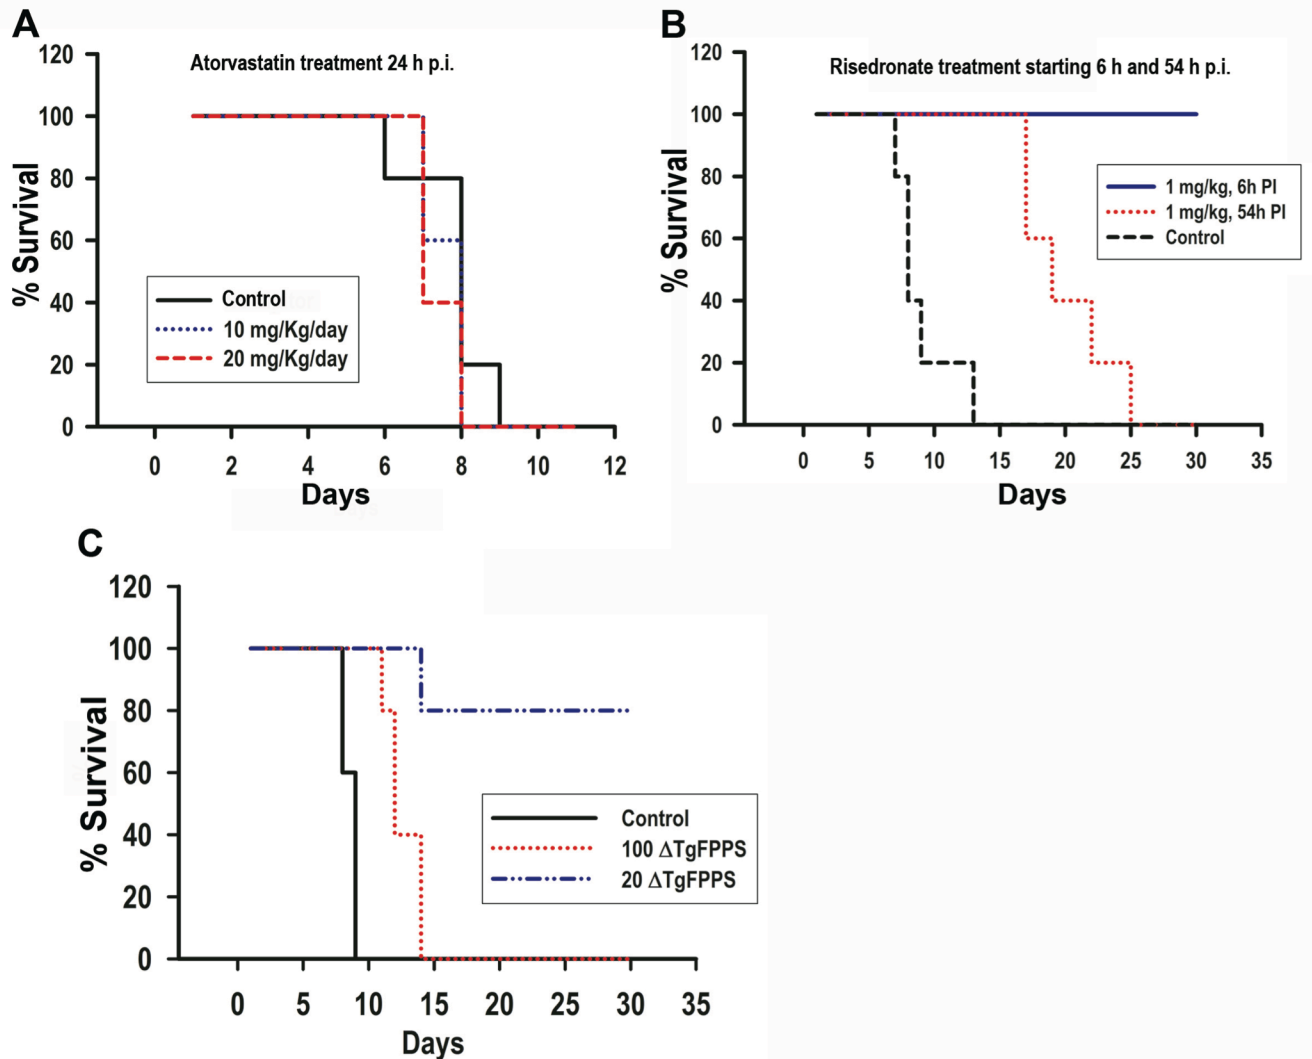 A
Atorvastatin treatment 24 h p.i.
120
100
80
60
40
20
0
% Survival
Control
10 mg/Kg/day
20 mg/Kg/day
0 2 4 6 8 10 12
Days
B
Risedronate treatment starting 6 h and 54 h p.i.
120
100
80
60
40
20
0
% Survival
1 mg/kg, 6h PI
1 mg/kg, 54h PI
Control
0 5 10 15 20 25 30 35
Days
C
120
100
80
60
40
20
0
% Survival
Control
100 ΔTgFPPS
20 ΔTgFPPS
0 5 10 15 20 25 30 35
Days